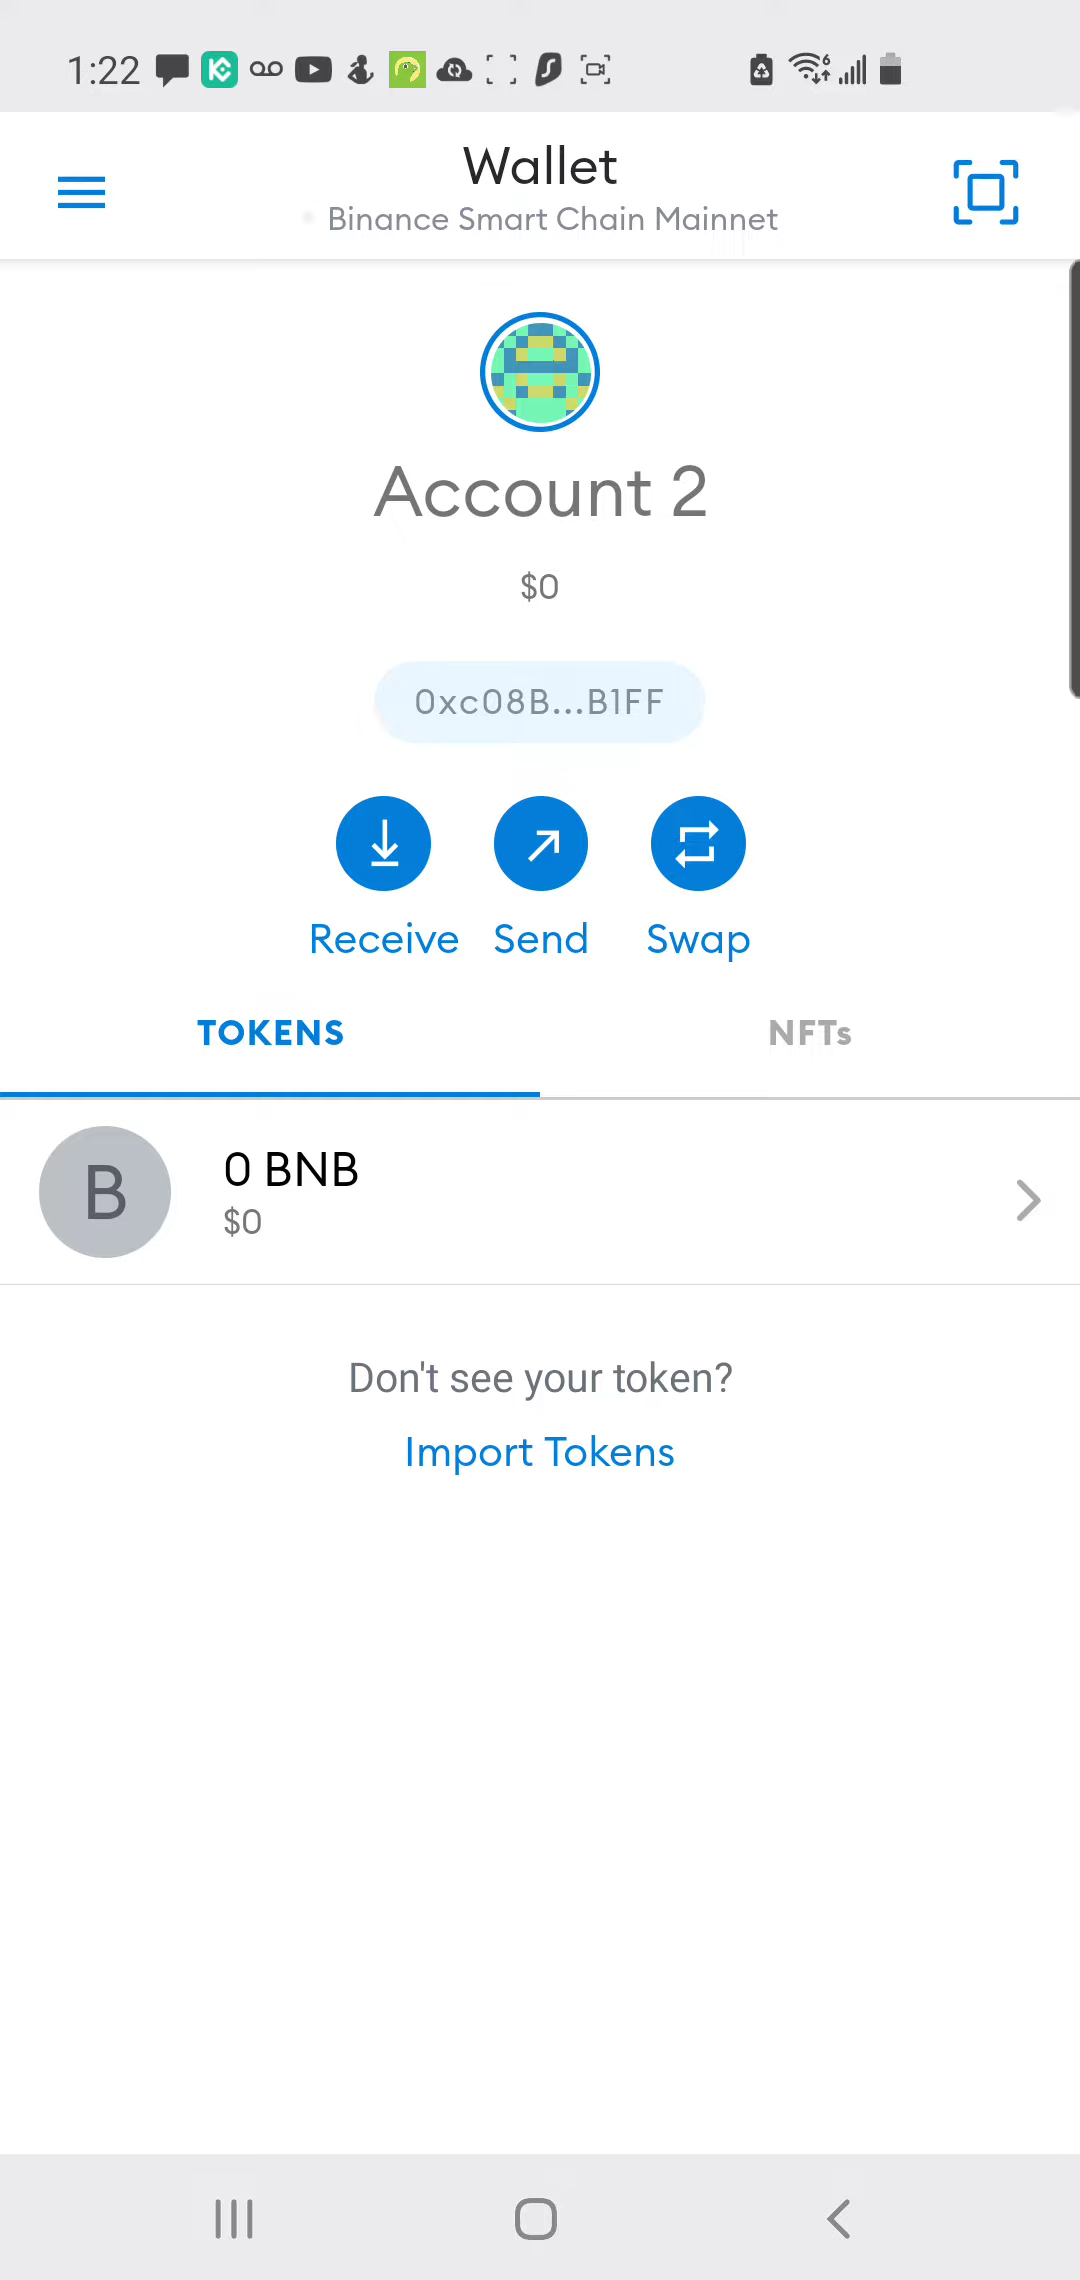 1:22
Wallet
Binance Smart Chain Mainnet
Account 2
$0
0xc08B...B1FF
Receive Send Swap
TOKENS NFTs
B
0 BNB
$0
Don't see your token?
Import Tokens